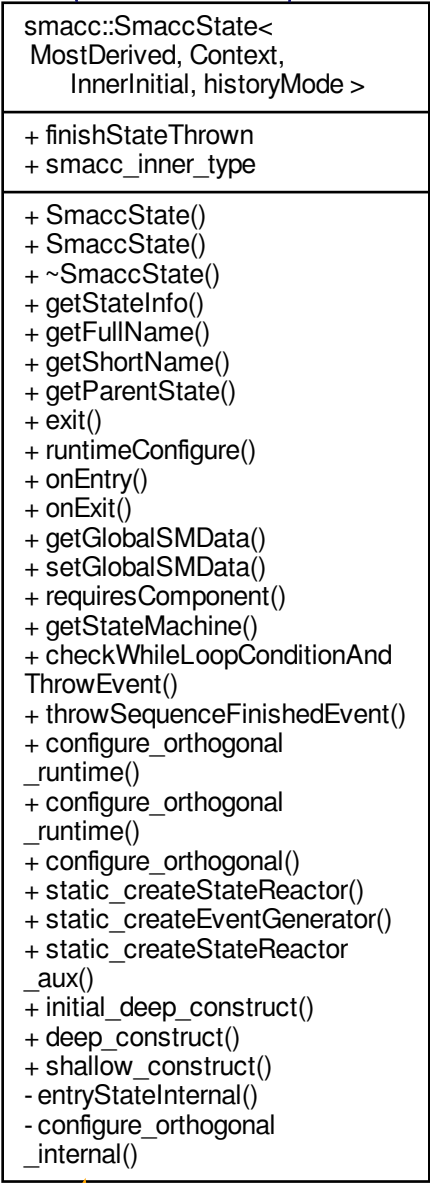 smacc::SmaccState<
MostDerived, Context,
InnerInitial, historyMode >
+ finishStateThrown
+ smacc_inner_type
+ SmaccState()
+ SmaccState()
+ ~SmaccState()
+ getStateInfo()
+ getFullName()
+ getShortName()
+ getParentState()
+ exit()
+ runtimeConfigure()
+ onEntry()
+ onExit()
+ getGlobalSMData()
+ setGlobalSMData()
+ requiresComponent()
+ getStateMachine()
+ checkWhileLoopConditionAnd
ThrowEvent()
+ throwSequenceFinishedEvent()
+ configure_orthogonal
_runtime()
+ configure_orthogonal
_runtime()
+ configure_orthogonal()
+ static_createStateReactor()
+ static_createEventGenerator()
+ static_createStateReactor
_aux()
+ initial_deep_construct()
+ deep_construct()
+ shallow_construct()
- entryStateInternal()
- configure_orthogonal
_internal()